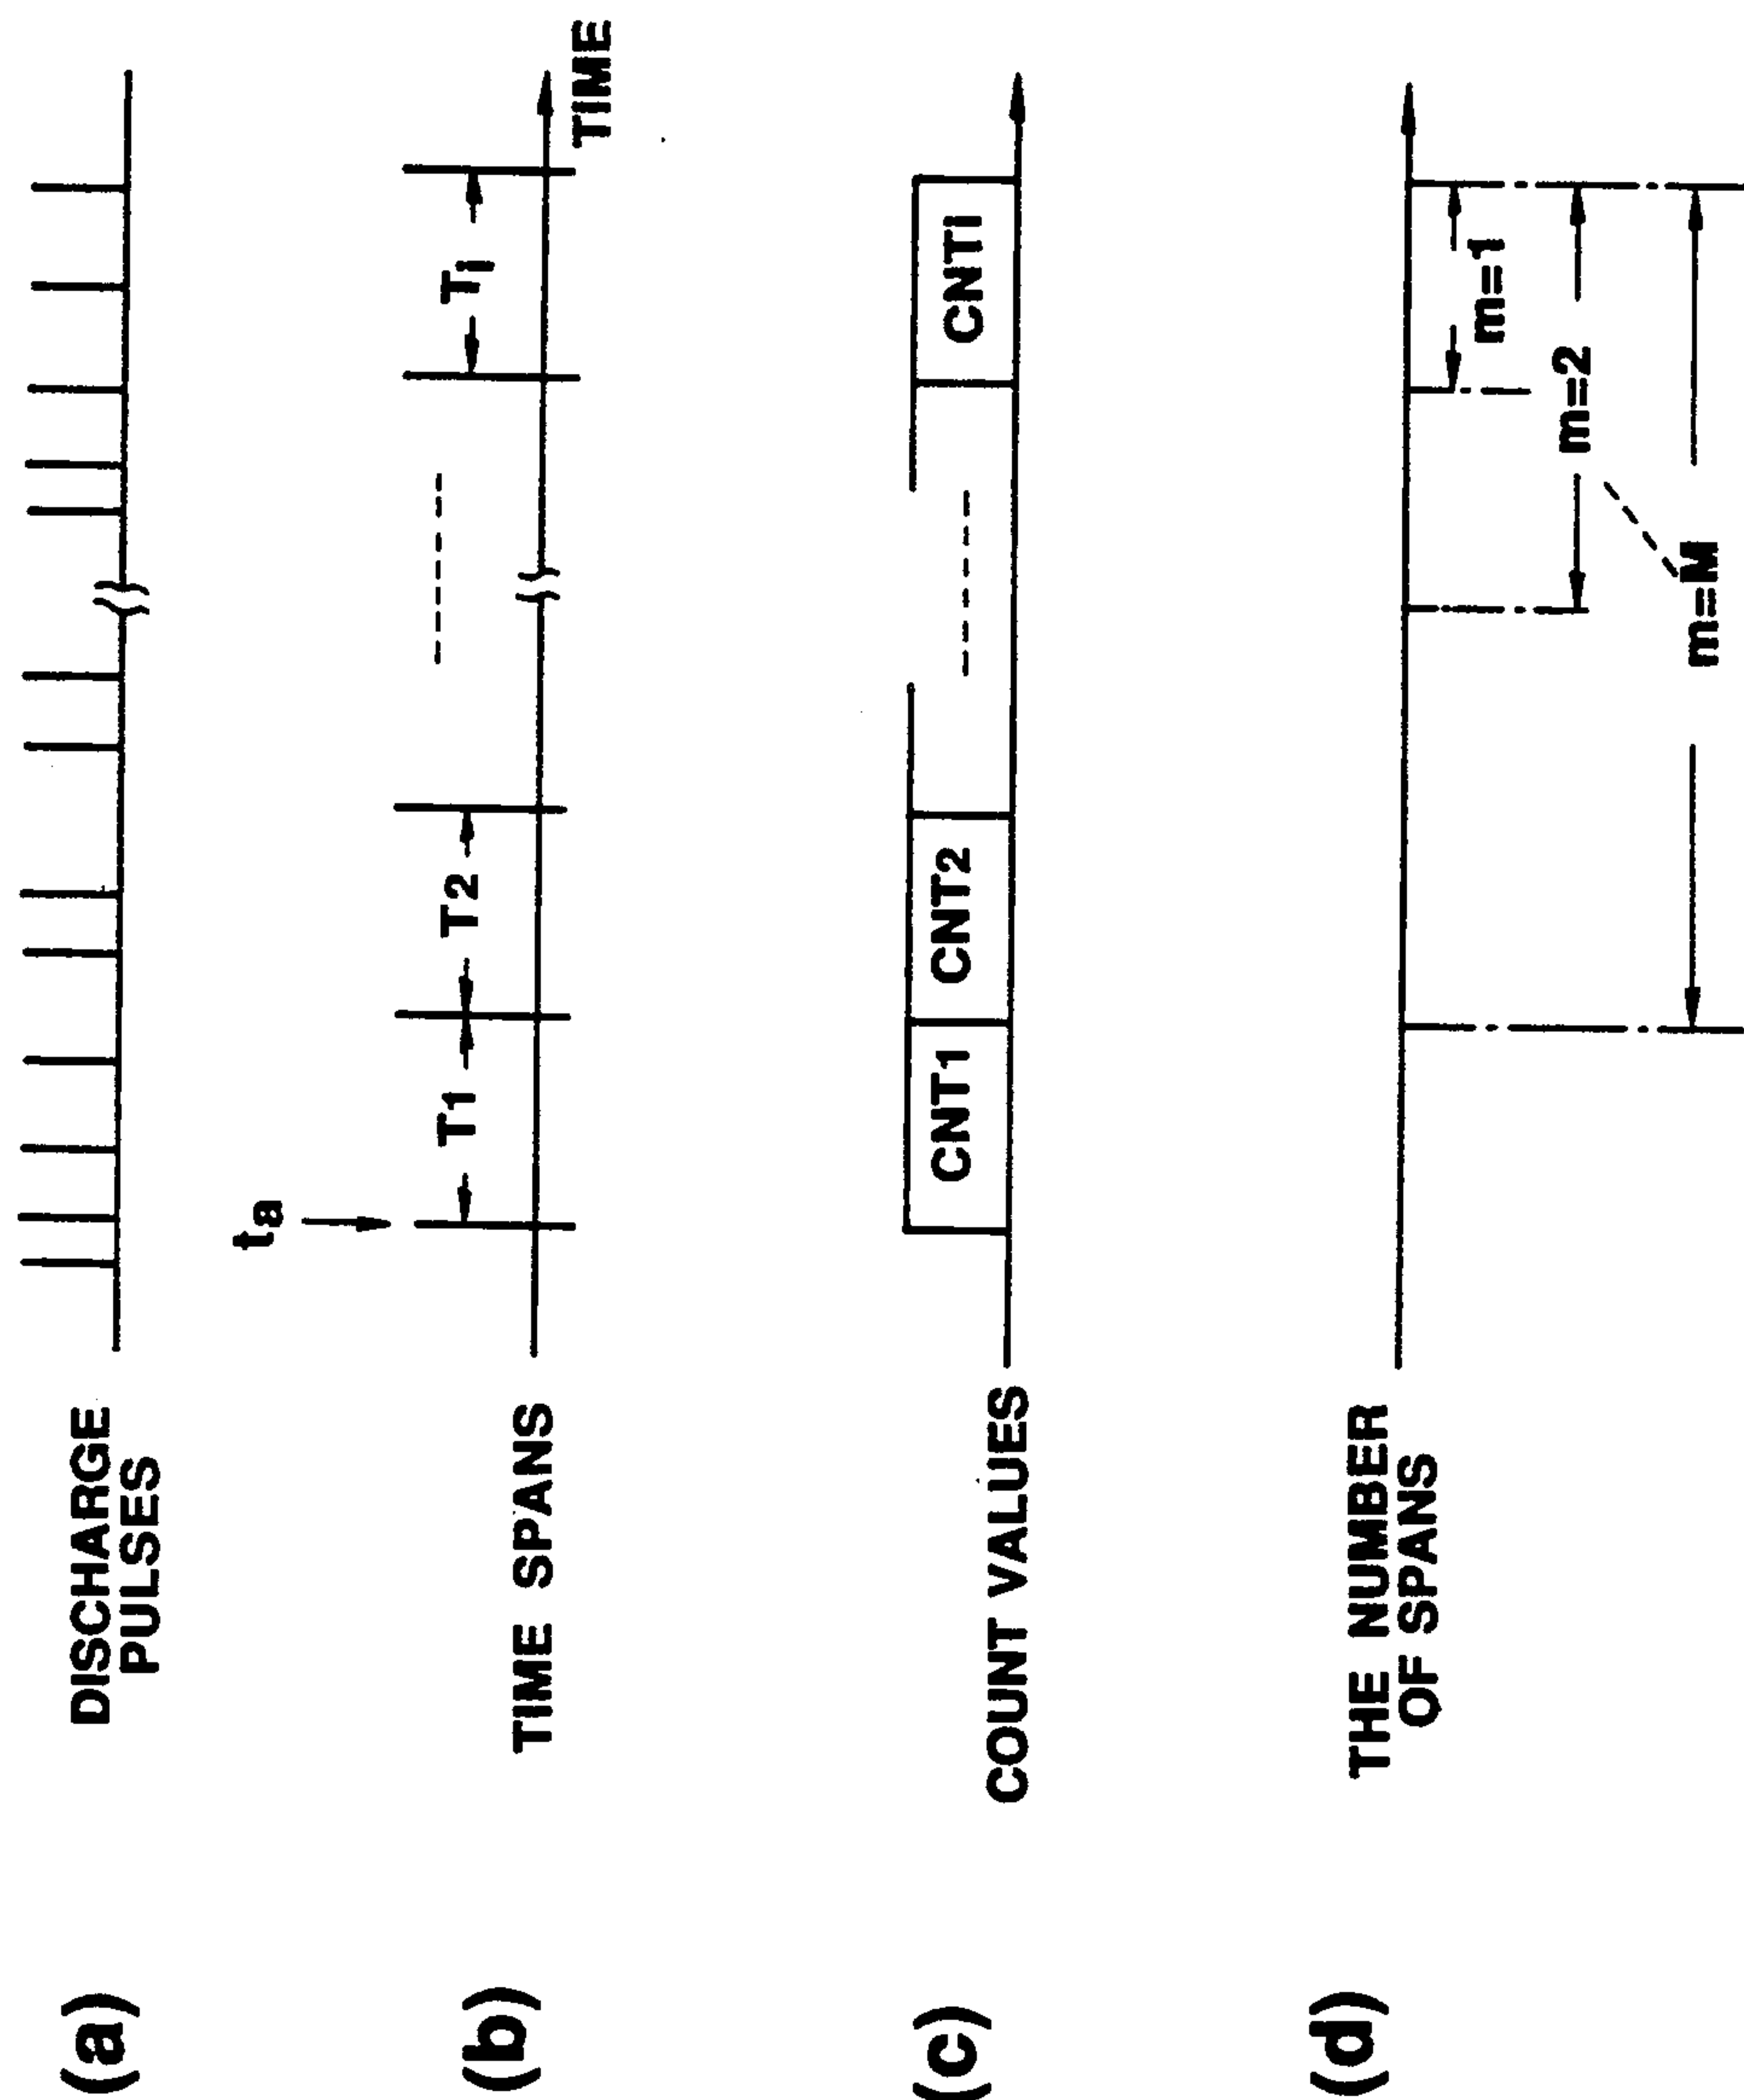 (a)
DISCHARGE
PULSES
(b)
TIME SPANS
ta
T1
T2
Ti
TIME
(c)
COUNT VALUES
CNT1
CNT2
CNTi
(d)
THE NUMBER
OF SPANS
m=1
m=2
m=M